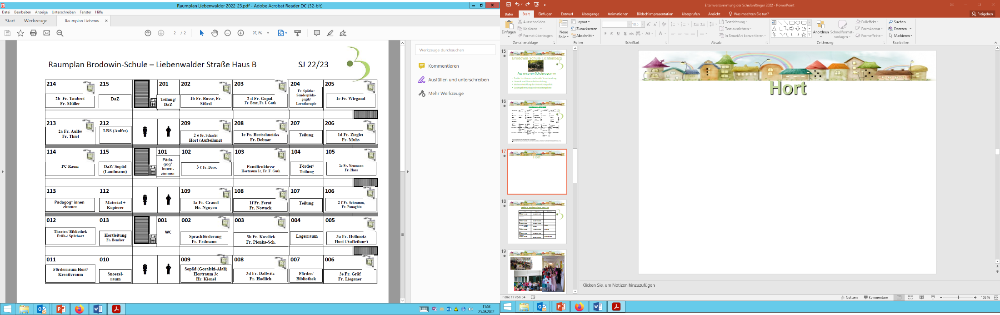 Raumplan Liebenwalder 2022_23.pdf - Adobe Acrobat Reader DC (32-bit)
Datei Bearbeiten Anzeige Unterschreiben Fenster Hilfe
Start Werkzeuge Raumplan Liebenw... ×
2 / 2 97,1%
Raumplan Brodowin-Schule – Liebenwalder Straße Haus B SJ 22/23
214 215 201 202 203 204 205
2b Fr. Taubert
Fr. Müller
DaZ
Teilung/
DaZ
1b Fr. Busse, Fr.
Stürzl
2 d Fr. Gopal.
Fr. Benz, Fr. I. Guth
Fr. Späthe:
Sonderpäda-
gogik/
Lerntherapie
1c Fr. Wiegand
213 212 209 208 207 206
2a Fr. Aulfes
Fr. Thiel
LRS (Aulfes)
2 e Fr. Schacht
Hort (Aufteilung)
1e Fr. Bretschneider
Fr. Debnar
Teilung
1d Fr. Ziegler
Fr. Muhs
114 115 101 102 103 104 105
PC-Raum
DaZ/ Sopäd
(Landmann)
Päda-
gog*
innen-
zimmer
3 c Fr. Boro,
Familienklasse
Hortraum 1c, Fr. F. Guth
Förder/
Teilung
2c Fr. Neumann
Fr. Haas
113 112 109 108 107 106
Pädagog* innen-
zimmer
Material +
Kopierer
1a Fr. Grauel
Hr. Nguyen
1f Fr. Ferat
Fr. Nowack
Teilung
2 f Fr. Schramm,
Fr. Panaghiu
012 013 001 002 003 004 005
Theater/ Bibliothek
Früh-/ Späthort
Hortleitung
Fr. Bencker
WC
Sprachförderung
Fr. Erdmann
3b Fr. Kosslick
Fr. Plonka-Sch.
Lagerraum
3a Fr. Hollmotz
Hort (Aufteilung)
011 010 009 008 007 006
Förderraum Hort/
Kreativraum
Snoezel-
raum
Sopäd (Goralski-Alali)
Hortraum 3c
Hr. Kienel
3d Fr. Dallwitz
Fr. Hadlich
Förder/
Bibliothek
3e Fr. Gräf
Fr. Liegener
Werkzeuge durchsuchen
Kommentieren
Ausfüllen und unterschreiben
Mehr Werkzeuge
11:53
25.08.2022
Elternversammlung der Schulanfänger 2022 - PowerPoint
Datei Start Einfügen Entwurf Übergänge Animationen Bildschirmpräsentation Überprüfen Ansicht Was möchten Sie tun? Freigeben
Einfügen
Ausschneiden
Kopieren
Format übertragen
Zwischenablage
Neue
Folie
Layout
Zurücksetzen
Abschnitt
Folien
10,5
F K U S abc AV Aa A
Schriftart
Textrichtung
Text ausrichten
In SmartArt konvertieren
Absatz
Anordnen
Schnellformat-
vorlagen
Fülleffekt
Formkontur
Formeffekte
Zeichnung
Suchen
Ersetzen
Markieren
Bearbeiten
15
Brodowin-Schule Lichtenberg
Aus unserem Schulprogramm
16
17
Hort
18
19
Hort
Klicken Sie, um Notizen hinzuzufügen
Folie 17 von 34
Notizen Kommentare 105 %